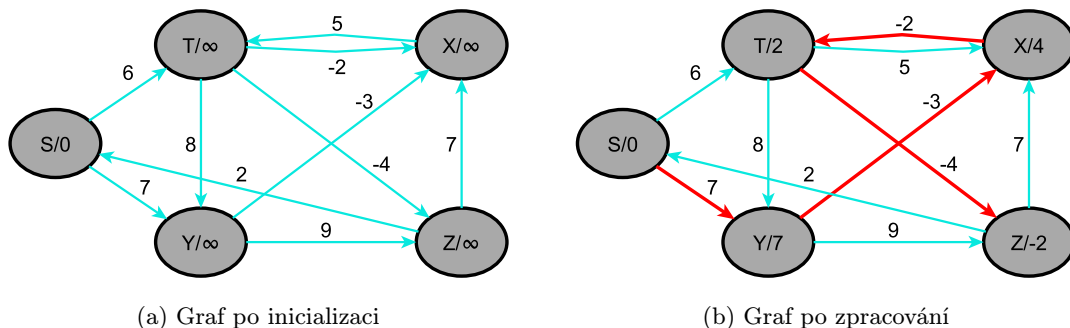 5
T/∞
X/∞
-2
6
-3
S/0
8
7
-4
2
7
Y/∞
9
Z/∞
(a) Graf po inicializaci
-2
T/2
X/4
5
6
-3
S/0
8
7
-4
2
7
Y/7
9
Z/-2
(b) Graf po zpracování